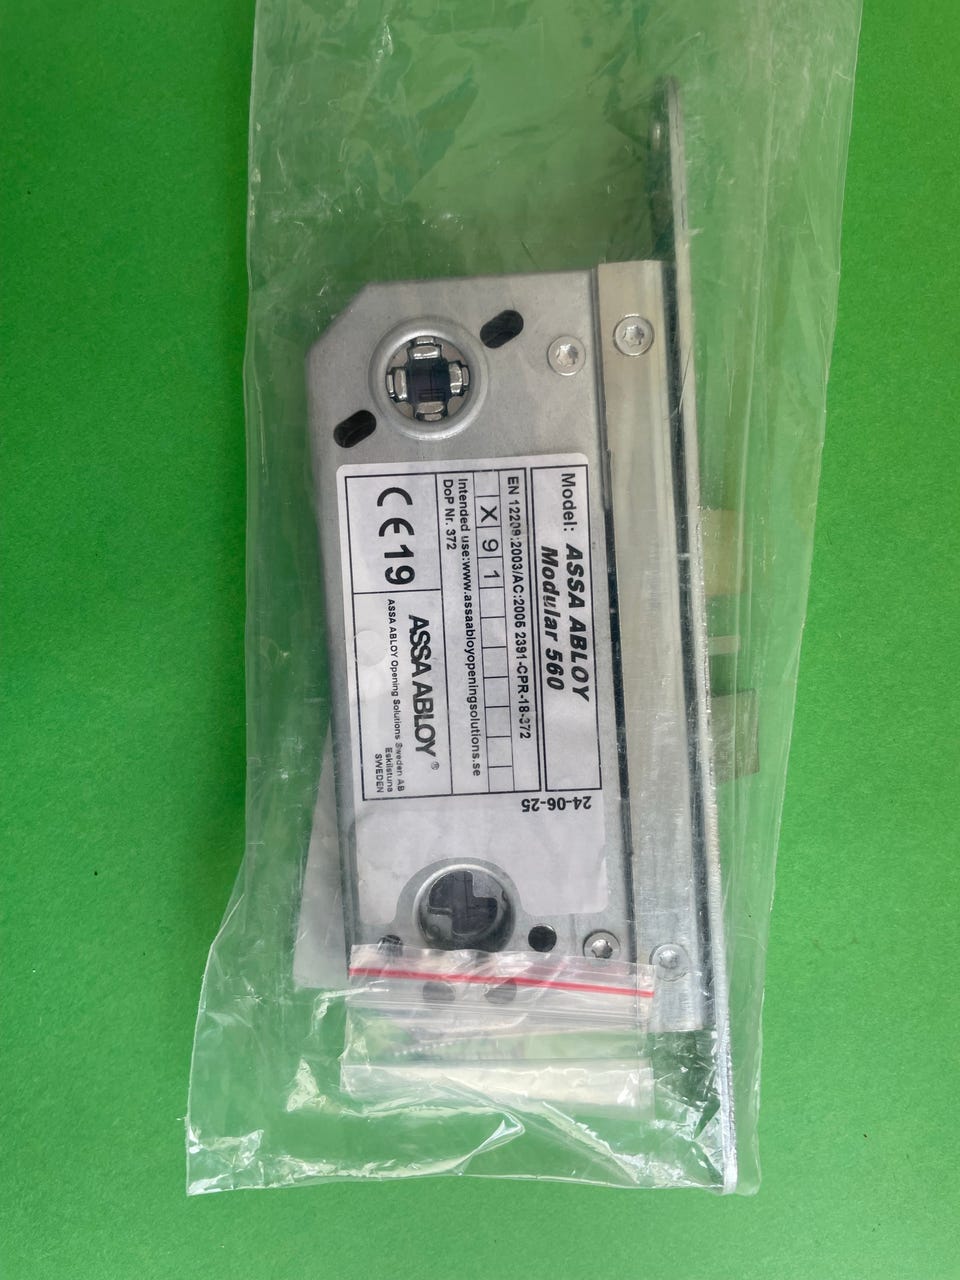 Model: ASSA ABLOY
Modular 560
EN 12209:2003/AC:2005 2391-CPR-18-372
X 9 1
Intended use:www.assaabloyopeningsolutions.se
DoP Nr. 372
CE 19
ASSA ABLOY®
ASSA ABLOY Opening Solutions Sweden AB
Eskilstuna
SWEDEN
24-06-25